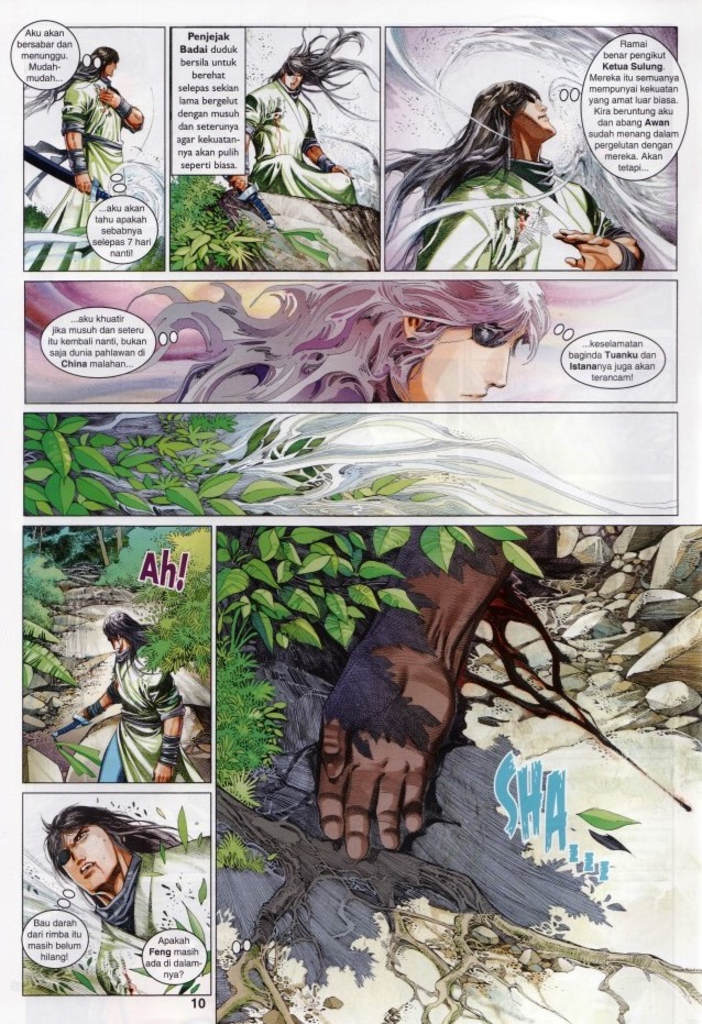 Aku akan
bersabar dan
menunggu.
Mudah-
mudah...
...aku akan
tahu apakah
sebabnya
selepas 7 hari
nanti!
Penjejak
Badai duduk
bersila untuk
berehat
selepas sekian
lama bergelut
dengan musuh
dan seterunya
agar kekuatan-
nya akan pulih
seperti biasa.
Ramai
benar pengikut
Ketua Sulung.
Mereka itu semuanya
mempunyai kekuatan
yang amat luar biasa.
Kira beruntung aku
dan abang Awan
sudah menang dalam
pergelutan dengan
mereka. Akan
tetapi...
...aku khuatir
jika musuh dan seteru
itu kembali nanti, bukan
saja dunia pahlawan di
China malahan...
...keselamatan
baginda Tuanku dan
Istananya juga akan
terancam!
Ah!
SHAzzzz
Bau darah
dari rimba itu
masih belum
hilang!
Apakah
Feng masih
ada di dalam-
nya?
10